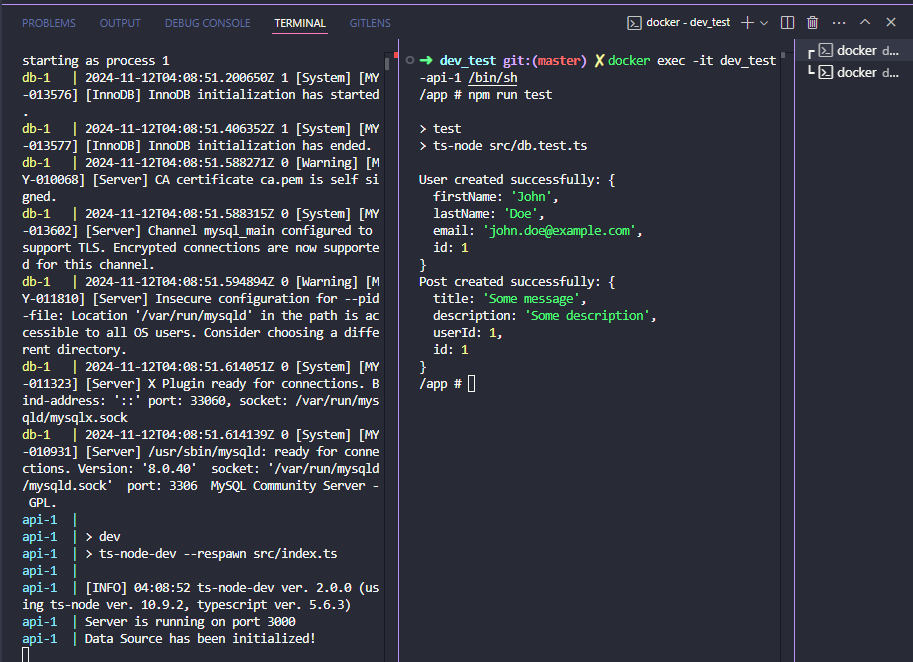 PROBLEMS OUTPUT DEBUG CONSOLE TERMINAL GITLENS docker - dev_test
starting as process 1
db-1   | 2024-11-12T04:08:51.200650Z 1 [System] [MY
-013576] [InnoDB] InnoDB initialization has started
.
db-1   | 2024-11-12T04:08:51.406352Z 1 [System] [MY
-013577] [InnoDB] InnoDB initialization has ended.
db-1   | 2024-11-12T04:08:51.588271Z 0 [Warning] [M
Y-010068] [Server] CA certificate ca.pem is self si
gned.
db-1   | 2024-11-12T04:08:51.588315Z 0 [System] [MY
-013602] [Server] Channel mysql_main configured to
support TLS. Encrypted connections are now supporte
d for this channel.
db-1   | 2024-11-12T04:08:51.594894Z 0 [Warning] [M
Y-011810] [Server] Insecure configuration for --pid
-file: Location '/var/run/mysqld' in the path is ac
cessible to all OS users. Consider choosing a diffe
rent directory.
db-1   | 2024-11-12T04:08:51.614051Z 0 [System] [MY
-011323] [Server] X Plugin ready for connections. B
ind-address: '::' port: 33060, socket: /var/run/mys
qld/mysqlx.sock
db-1   | 2024-11-12T04:08:51.614139Z 0 [System] [MY
-010931] [Server] /usr/sbin/mysqld: ready for conne
ctions. Version: '8.0.40'  socket: '/var/run/mysqld
/mysqld.sock'  port: 3306  MySQL Community Server -
 GPL.
api-1  |
api-1  | > dev
api-1  | > ts-node-dev --respawn src/index.ts
api-1  |
api-1  | [INFO] 04:08:52 ts-node-dev ver. 2.0.0 (us
ing ts-node ver. 10.9.2, typescript ver. 5.6.3)
api-1  | Server is running on port 3000
api-1  | Data Source has been initialized!
➜ dev_test git:(master) ✗ docker exec -it dev_test
-api-1 /bin/sh
/app # npm run test
> test
> ts-node src/db.test.ts
User created successfully: {
  firstName: 'John',
  lastName: 'Doe',
  email: 'john.doe@example.com',
  id: 1
}
Post created successfully: {
  title: 'Some message',
  description: 'Some description',
  userId: 1,
  id: 1
}
/app #
docker d...
docker d...